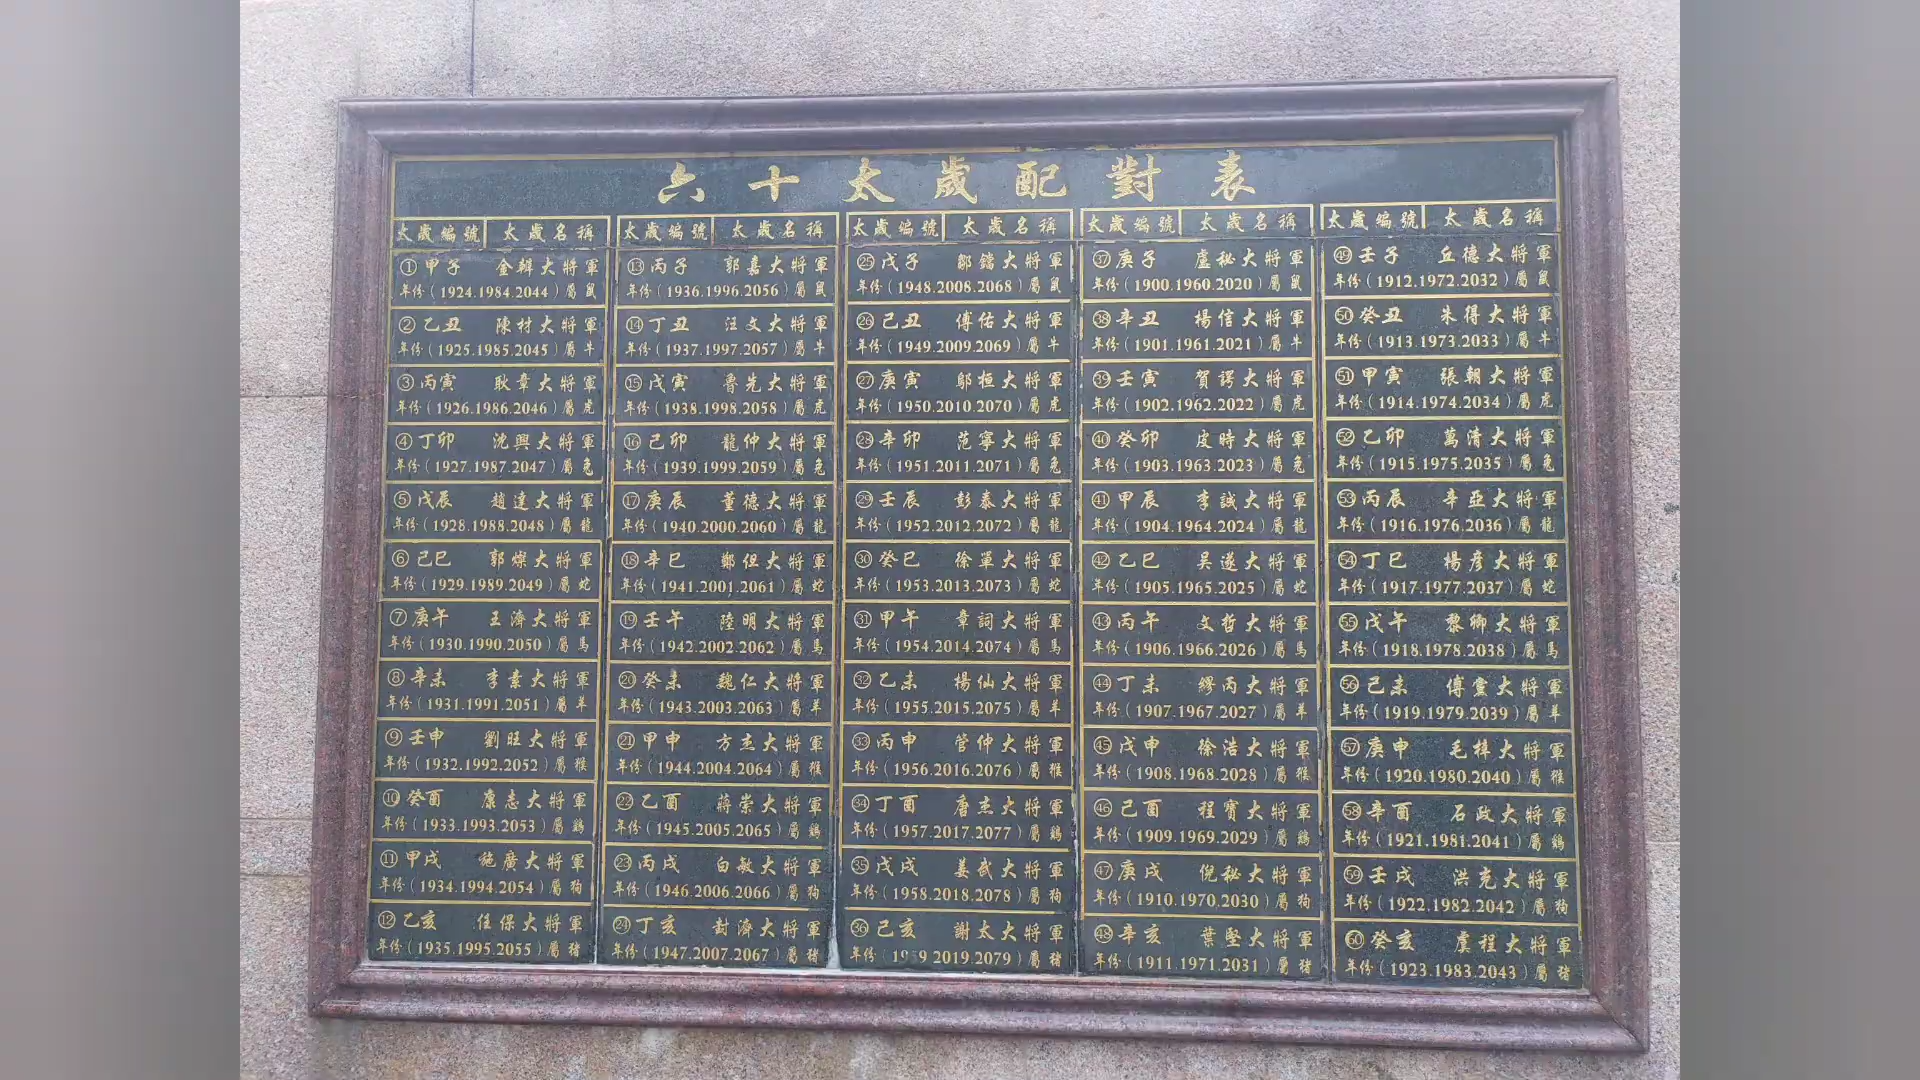 六十太歲配對表
太歲編號 太歲名稱
①甲子 金辦大將軍
年份（1924.1984.2044）屬鼠
②乙丑 陳材大將軍
年份（1925.1985.2045）屬牛
③丙寅 耿章大將軍
年份（1926.1986.2046）屬虎
④丁卯 沈興大將軍
年份（1927.1987.2047）屬兔
⑤戊辰 趙達大將軍
年份（1928.1988.2048）屬龍
⑥己巳 郭燦大將軍
年份（1929.1989.2049）屬蛇
⑦庚午 王濟大將軍
年份（1930.1990.2050）屬馬
⑧辛未 李素大將軍
年份（1931.1991.2051）屬羊
⑨壬申 劉旺大將軍
年份（1932.1992.2052）屬猴
⑩癸酉 康志大將軍
年份（1933.1993.2053）屬鷄
⑪甲戌 施廣大將軍
年份（1934.1994.2054）屬狗
⑫乙亥 任保大將軍
年份（1935.1995.2055）屬猪
太歲編號 太歲名稱
⑬丙子 郭嘉大將軍
年份（1936.1996.2056）屬鼠
⑭丁丑 汪文大將軍
年份（1937.1997.2057）屬牛
⑮戊寅 魯先大將軍
年份（1938.1998.2058）屬虎
⑯己卯 龍仲大將軍
年份（1939.1999.2059）屬兔
⑰庚辰 董德大將軍
年份（1940.2000.2060）屬龍
⑱辛巳 鄭但大將軍
年份（1941.2001.2061）屬蛇
⑲壬午 陸明大將軍
年份（1942.2002.2062）屬馬
⑳癸未 魏仁大將軍
年份（1943.2003.2063）屬羊
㉑甲申 方杰大將軍
年份（1944.2004.2064）屬猴
㉒乙酉 蔣崇大將軍
年份（1945.2005.2065）屬鷄
㉓丙戌 白敏大將軍
年份（1946.2006.2066）屬狗
㉔丁亥 封濟大將軍
年份（1947.2007.2067）屬猪
太歲編號 太歲名稱
㉕戊子 鄒鐺大將軍
年份（1948.2008.2068）屬鼠
㉖己丑 傅佑大將軍
年份（1949.2009.2069）屬牛
㉗庚寅 鄔桓大將軍
年份（1950.2010.2070）屬虎
㉘辛卯 范寧大將軍
年份（1951.2011.2071）屬兔
㉙壬辰 彭泰大將軍
年份（1952.2012.2072）屬龍
㉚癸巳 徐單大將軍
年份（1953.2013.2073）屬蛇
㉛甲午 章詞大將軍
年份（1954.2014.2074）屬馬
㉜乙未 楊仙大將軍
年份（1955.2015.2075）屬羊
㉝丙申 管仲大將軍
年份（1956.2016.2076）屬猴
㉞丁酉 唐杰大將軍
年份（1957.2017.2077）屬鷄
㉟戊戌 姜武大將軍
年份（1958.2018.2078）屬狗
㊱己亥 謝太大將軍
年份（19 9 2019.2079）屬猪
太歲編號 太歲名稱
㊲庚子 盧秘大將軍
年份（1900.1960.2020）屬鼠
㊳辛丑 楊信大將軍
年份（1901.1961.2021）屬牛
㊴壬寅 賀諤大將軍
年份（1902.1962.2022）屬虎
㊵癸卯 皮時大將軍
年份（1903.1963.2023）屬兔
㊶甲辰 李誠大將軍
年份（1904.1964.2024）屬龍
㊷乙巳 吴遂大將軍
年份（1905.1965.2025）屬蛇
㊸丙午 文哲大將軍
年份（1906.1966.2026）屬馬
㊹丁未 繆丙大將軍
年份（1907.1967.2027）屬羊
㊺戊申 徐浩大將軍
年份（1908.1968.2028）屬猴
㊻己酉 程寶大將軍
年份（1909.1969.2029）屬鷄
㊼庚戌 倪秘大將軍
年份（1910.1970.2030）屬狗
㊽辛亥 葉堅大將軍
年份（1911.1971.2031）屬猪
太歲編號 太歲名稱
㊾壬子 丘德大將軍
年份（1912.1972.2032）屬鼠
㊿癸丑 朱得大將軍
年份（1913.1973.2033）屬牛
51甲寅 張朝大將軍
年份（1914.1974.2034）屬虎
52乙卯 萬清大將軍
年份（1915.1975.2035）屬兔
53丙辰 辛亞大將軍
年份（1916.1976.2036）屬龍
54丁巳 楊彦大將軍
年份（1917.1977.2037）屬蛇
55戊午 黎卿大將軍
年份（1918.1978.2038）屬馬
56己未 傅黨大將軍
年份（1919.1979.2039）屬羊
57庚申 毛梓大將軍
年份（1920.1980.2040）屬猴
58辛酉 石政大將軍
年份（1921.1981.2041）屬鷄
59壬戌 洪充大將軍
年份（1922.1982.2042）屬狗
60癸亥 虞程大將軍
年份（1923.1983.2043）屬猪